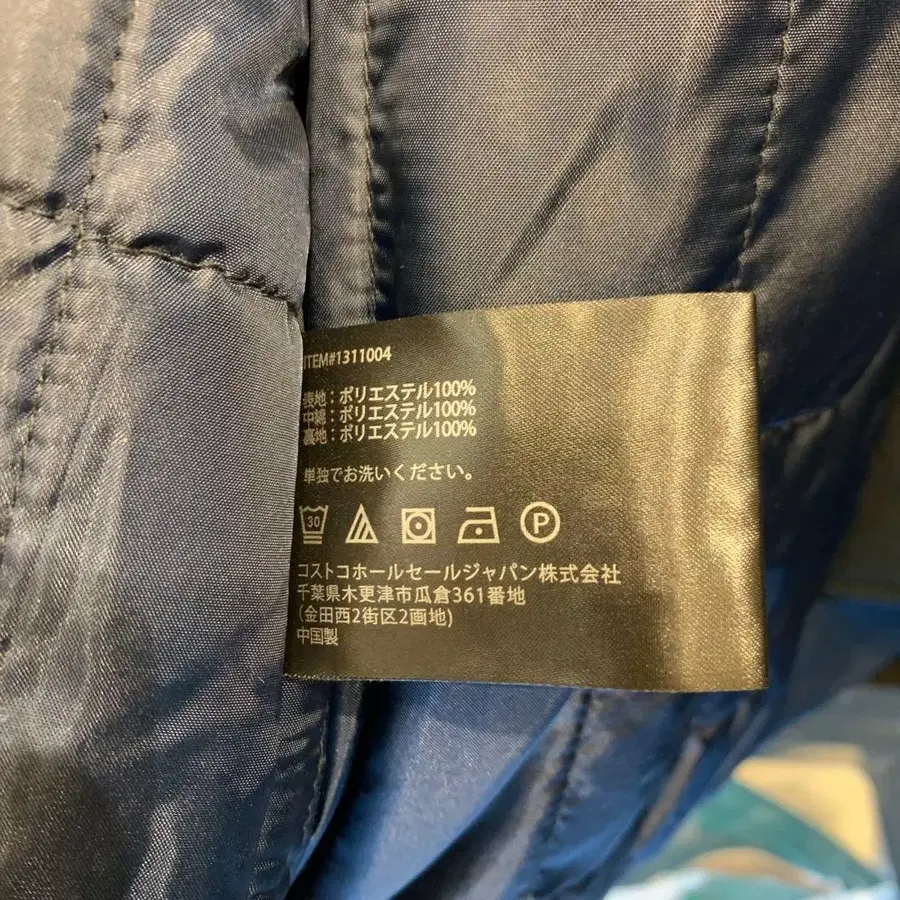 ITEM#1311004
表地：ポリエステル100%
中綿：ポリエステル100%
裏地：ポリエステル100%
単独でお洗いください。
30 P
コストコホールセールジャパン株式会社
千葉県木更津市瓜倉361番地
(金田西2街区2画地)
中国製